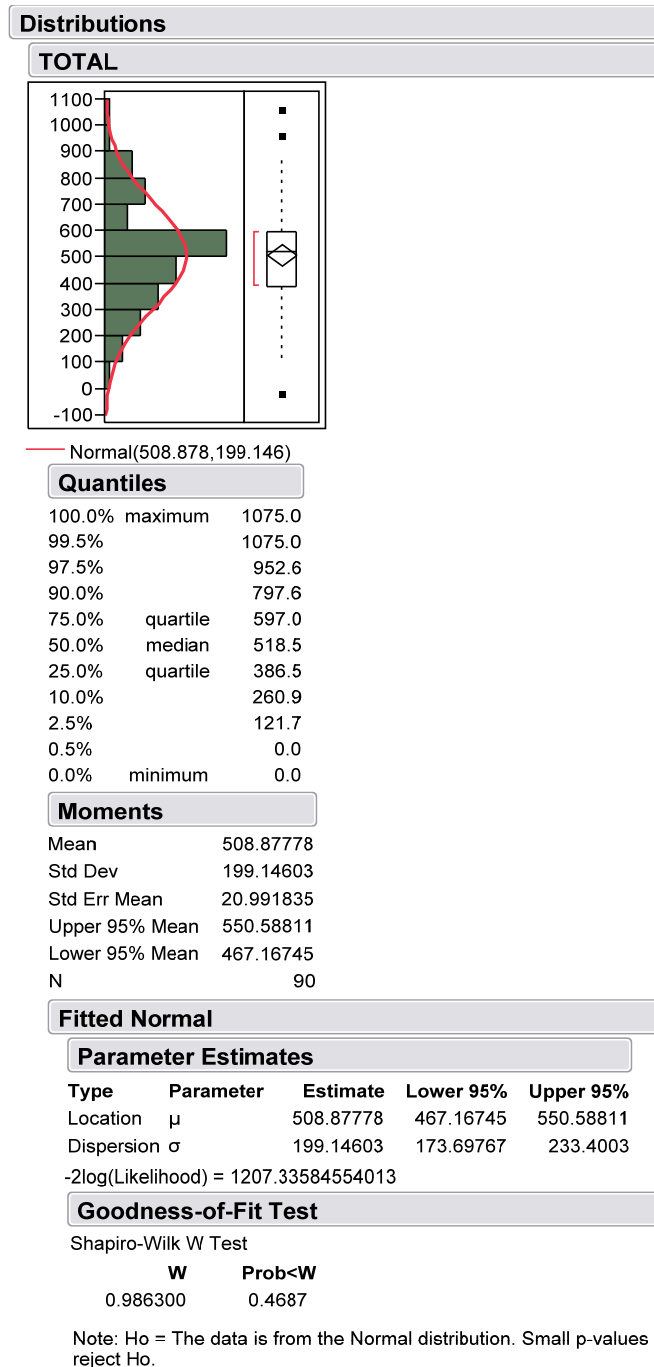 Distributions
TOTAL
1100
1000
900
800
700
600
500
400
300
200
100
0
-100
Normal(508.878,199.146)
Quantiles
100.0% maximum 1075.0
99.5% 1075.0
97.5% 952.6
90.0% 797.6
75.0% quartile 597.0
50.0% median 518.5
25.0% quartile 386.5
10.0% 260.9
2.5% 121.7
0.5% 0.0
0.0% minimum 0.0
Moments
Mean 508.87778
Std Dev 199.14603
Std Err Mean 20.991835
Upper 95% Mean 550.58811
Lower 95% Mean 467.16745
N 90
Fitted Normal
Parameter Estimates
Type Parameter Estimate Lower 95% Upper 95%
Location μ 508.87778 467.16745 550.58811
Dispersion σ 199.14603 173.69767 233.4003
-2log(Likelihood) = 1207.33584554013
Goodness-of-Fit Test
Shapiro-Wilk W Test
W Prob<W
0.986300 0.4687
Note: Ho = The data is from the Normal distribution. Small p-values
reject Ho.